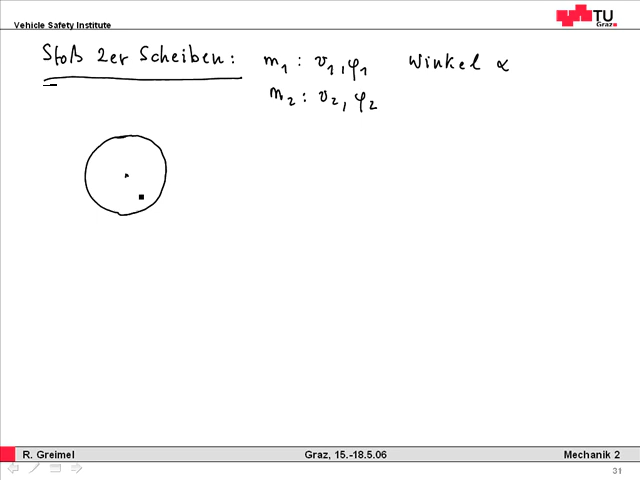 Vehicle Safety Institute
TU
Graz
Stoß 2er Scheiben: m₁ : v₁, φ₁ Winkel α
m₂ : v₂, φ₂
R. Greimel Graz, 15.-18.5.06 Mechanik 2
31